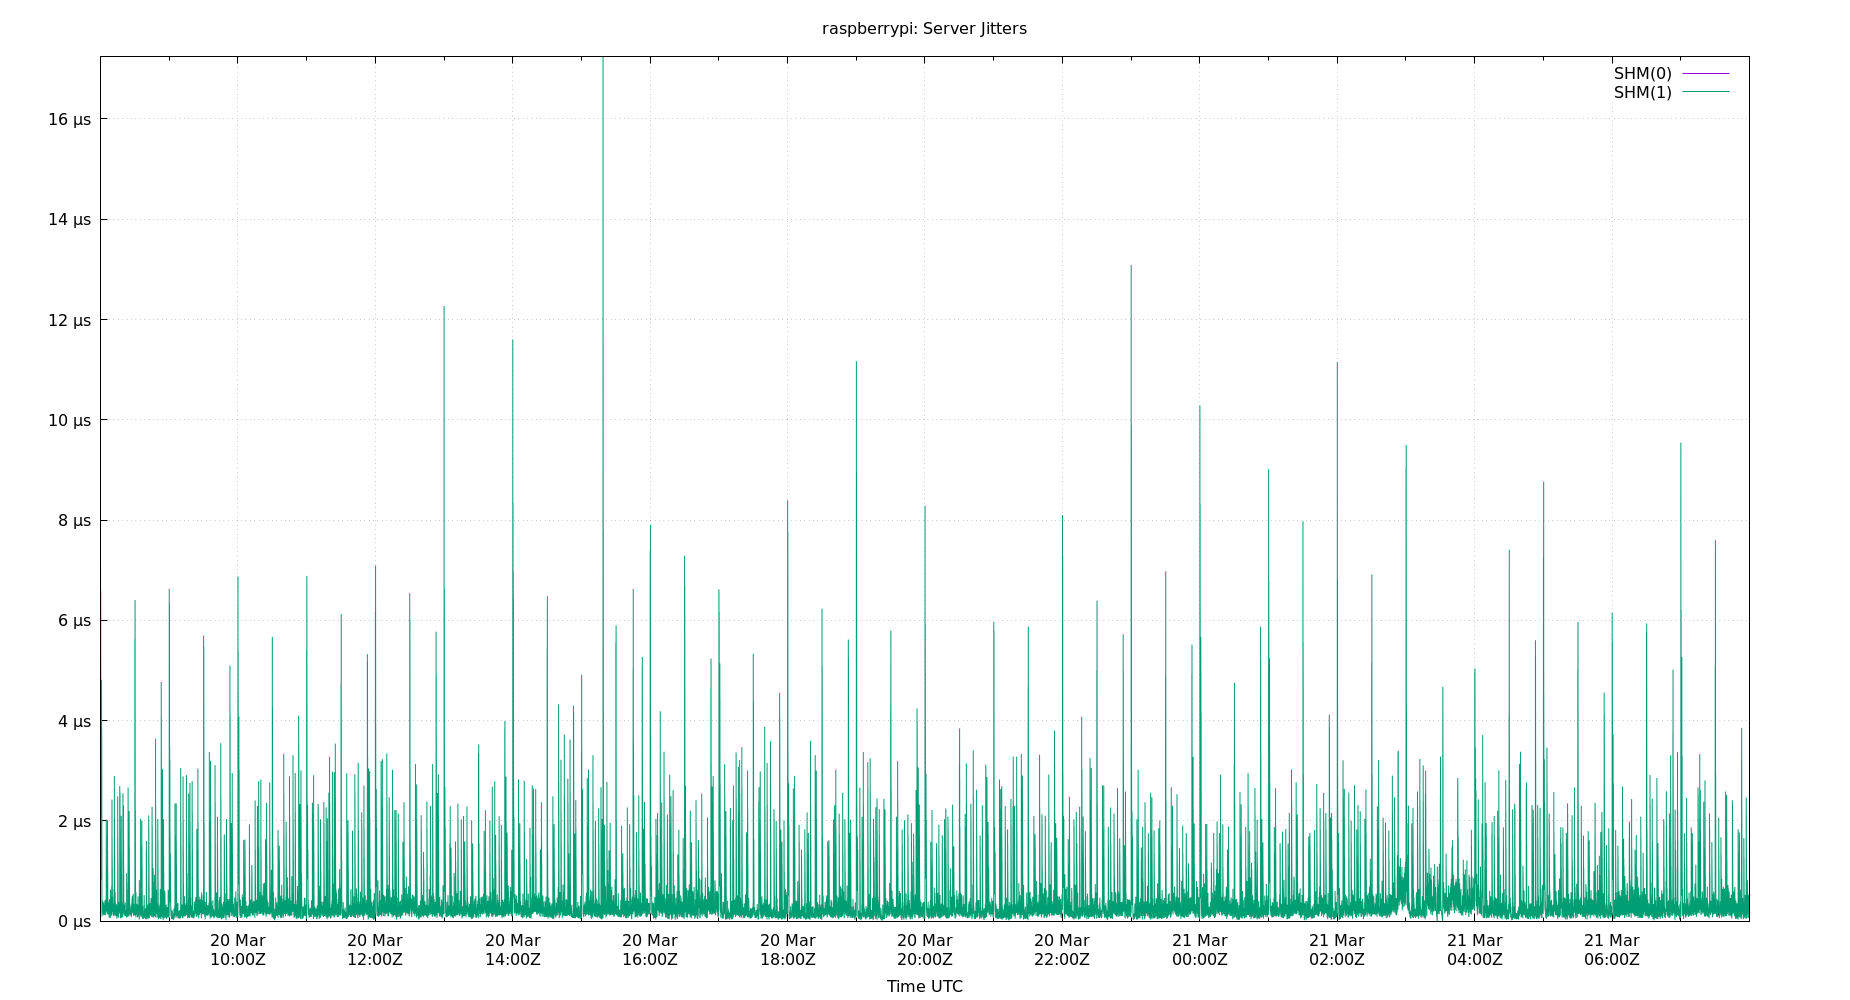 raspberrypi: Server Jitters
SHM(0)
SHM(1)
16 µs
14 µs
12 µs
10 µs
8 µs
6 µs
4 µs
2 µs
0 µs
20 Mar 20 Mar 20 Mar 20 Mar 20 Mar 20 Mar 20 Mar 21 Mar 21 Mar 21 Mar 21 Mar
10:00Z 12:00Z 14:00Z 16:00Z 18:00Z 20:00Z 22:00Z 00:00Z 02:00Z 04:00Z 06:00Z
Time UTC